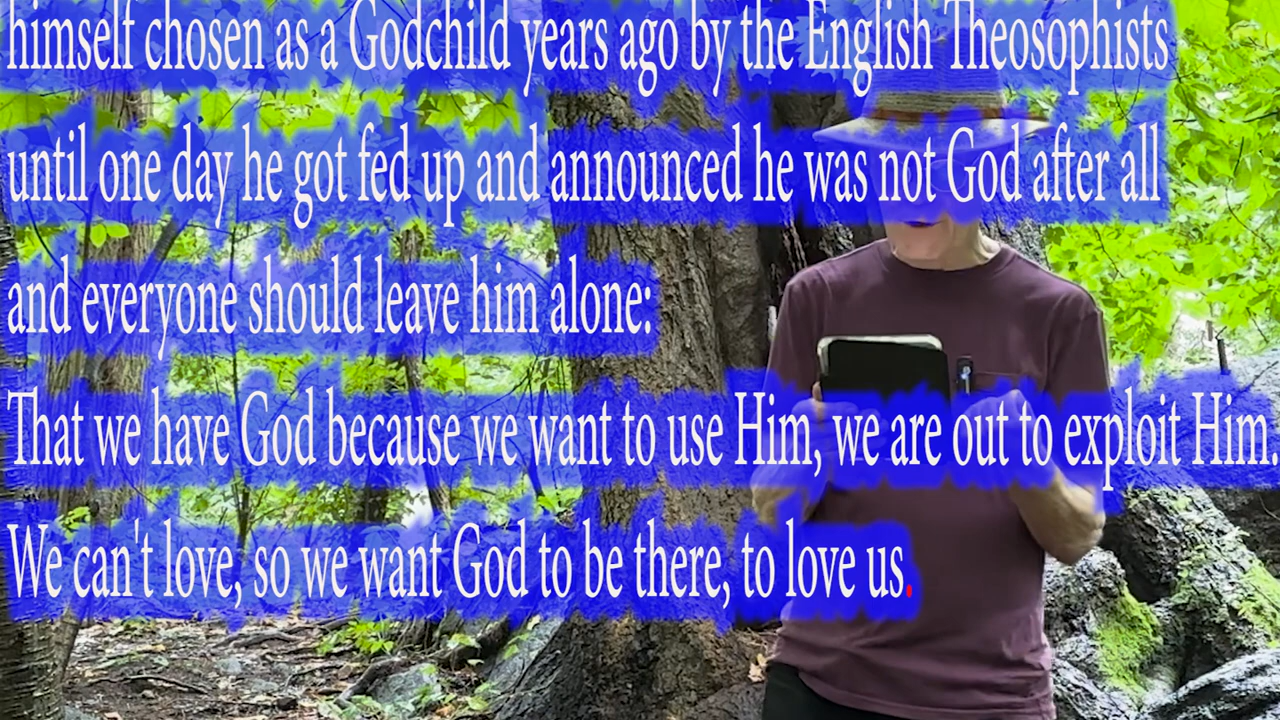 himself chosen as a Godchild years ago by the English Theosophists
until one day he got fed up and announced he was not God after all
and everyone should leave him alone:
That we have God because we want to use Him, we are out to exploit Him.
We can't love, so we want God to be there, to love us.